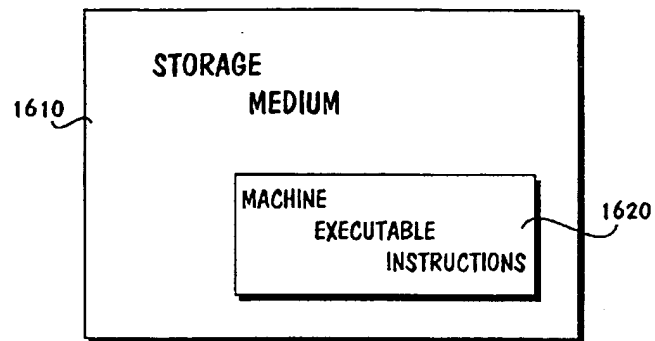 STORAGE
MEDIUM
1610
MACHINE
EXECUTABLE
INSTRUCTIONS
1620